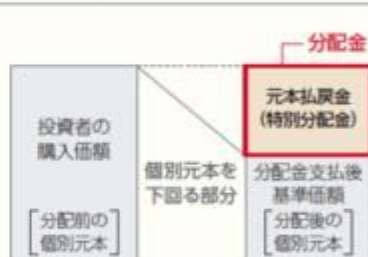 分配金
元本払戻金
(特別分配金)
投資者の
購入価額
個別元本を
下回る部分
分配金支払後
基準価額
分配前の
個別元本
分配後の
個別元本